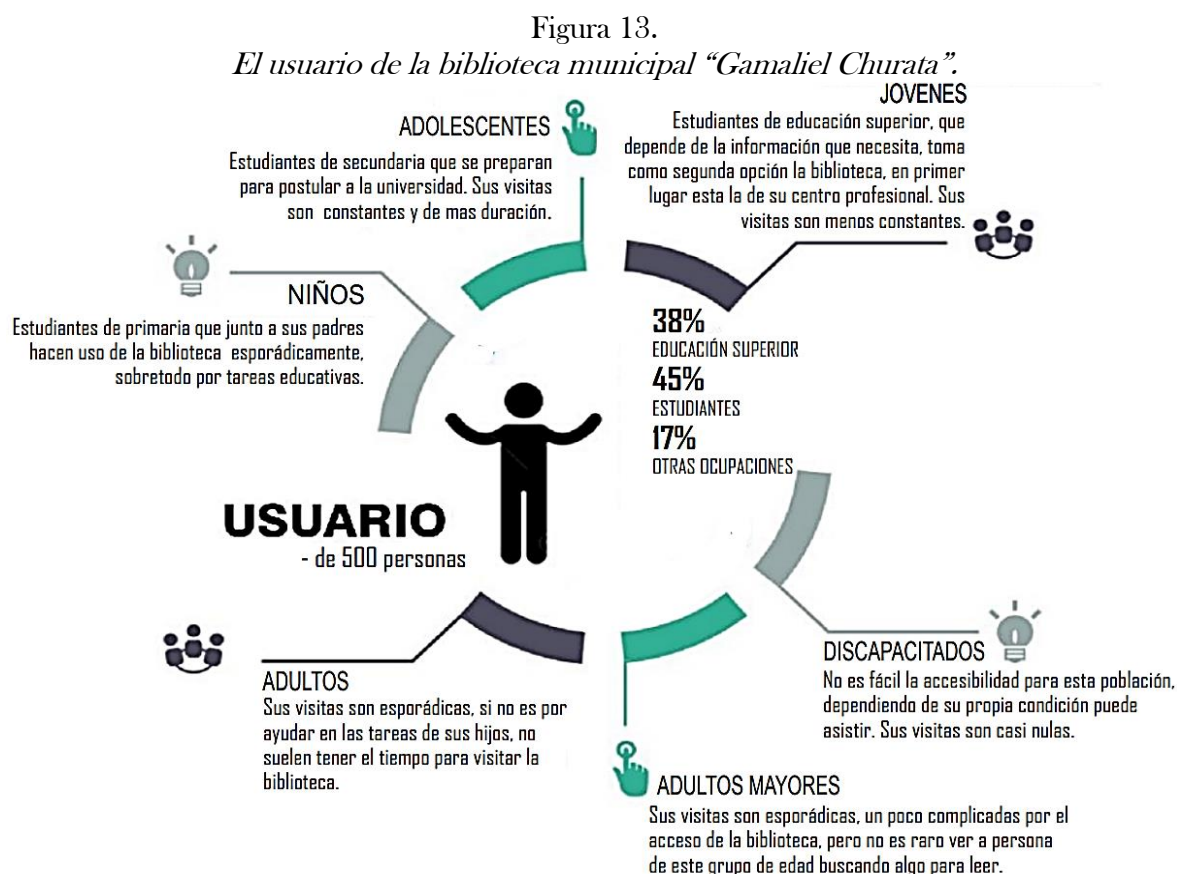 Figura 13.
El usuario de la biblioteca municipal “Gamaliel Churata”.
ADOLESCENTES
Estudiantes de secundaria que se preparan
para postular a la universidad. Sus visitas
son constantes y de mas duración.
JOVENES
Estudiantes de educación superior, que
depende de la información que necesita, toma
como segunda opción la biblioteca, en primer
lugar esta la de su centro profesional. Sus
visitas son menos constantes.
NIÑOS
Estudiantes de primaria que junto a sus padres
hacen uso de la biblioteca esporádicamente,
sobretodo por tareas educativas.
38%
EDUCACIÓN SUPERIOR
45%
ESTUDIANTES
17%
OTRAS OCUPACIONES
USUARIO
- de 500 personas
ADULTOS
Sus visitas son esporádicas, si no es por
ayudar en las tareas de sus hijos, no
suelen tener el tiempo para visitar la
biblioteca.
DISCAPACITADOS
No es fácil la accesibilidad para esta población,
dependiendo de su propia condición puede
asistir. Sus visitas son casi nulas.
ADULTOS MAYORES
Sus visitas son esporádicas, un poco complicadas por el
acceso de la biblioteca, pero no es raro ver a persona
de este grupo de edad buscando algo para leer.